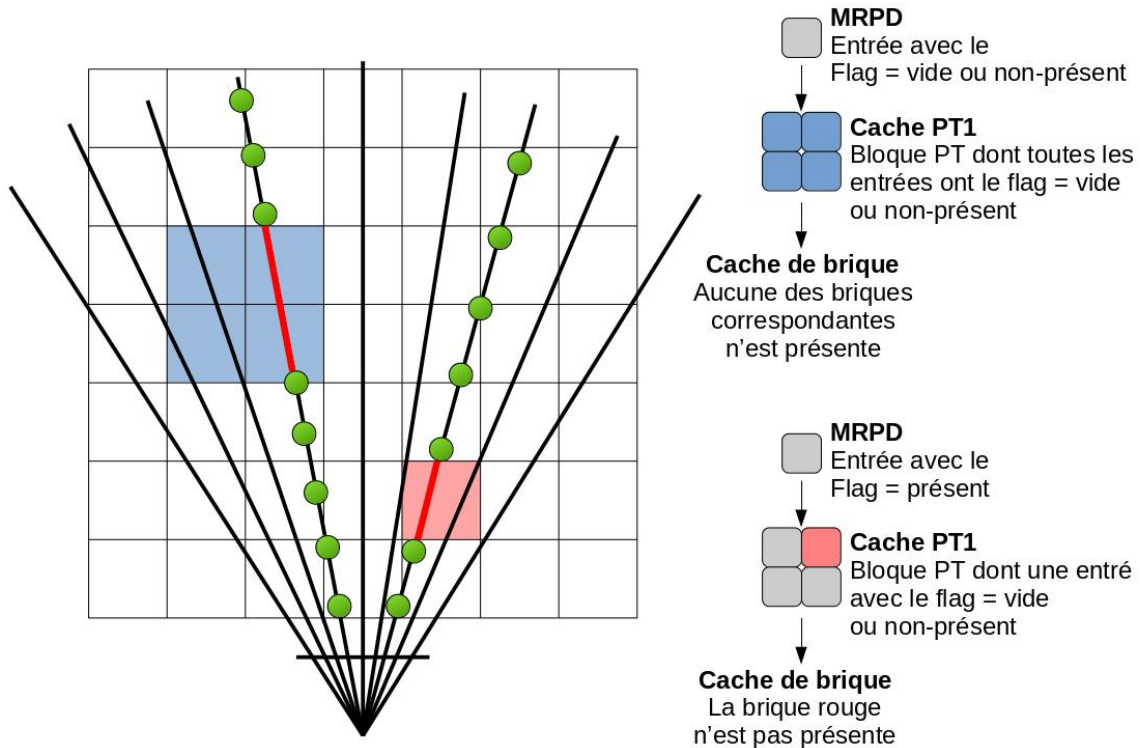 MRPD
Entrée avec le
Flag = vide ou non-présent
Cache PT1
Bloque PT dont toutes les
entrées ont le flag = vide
ou non-présent
Cache de brique
Aucune des briques
correspondantes
n'est présente
MRPD
Entrée avec le
Flag = présent
Cache PT1
Bloque PT dont une entré
avec le flag = vide
ou non-présent
Cache de brique
La brique rouge
n'est pas présente